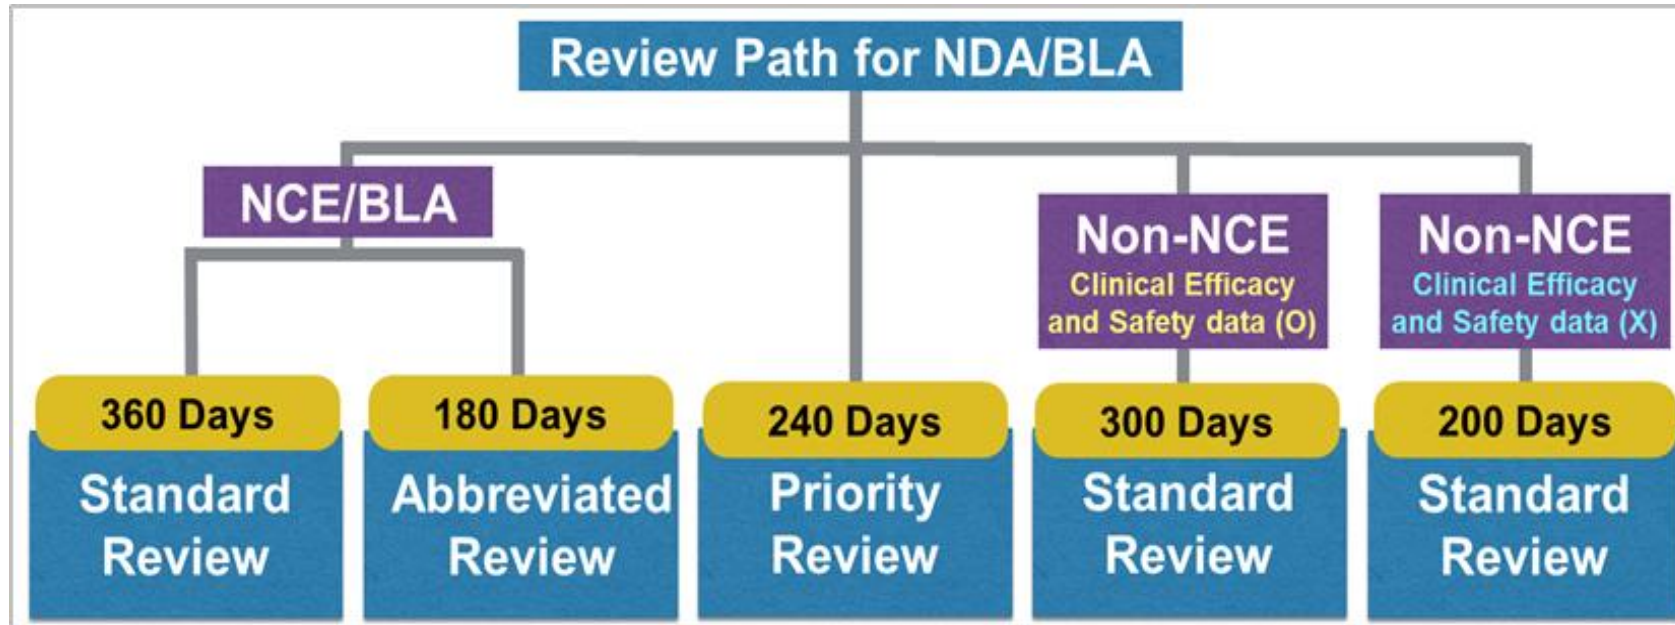 Review Path for NDA/BLA
NCE/BLA
Non-NCE
Clinical Efficacy
and Safety data (O)
Non-NCE
Clinical Efficacy
and Safety data (X)
360 Days
Standard
Review
180 Days
Abbreviated
Review
240 Days
Priority
Review
300 Days
Standard
Review
200 Days
Standard
Review